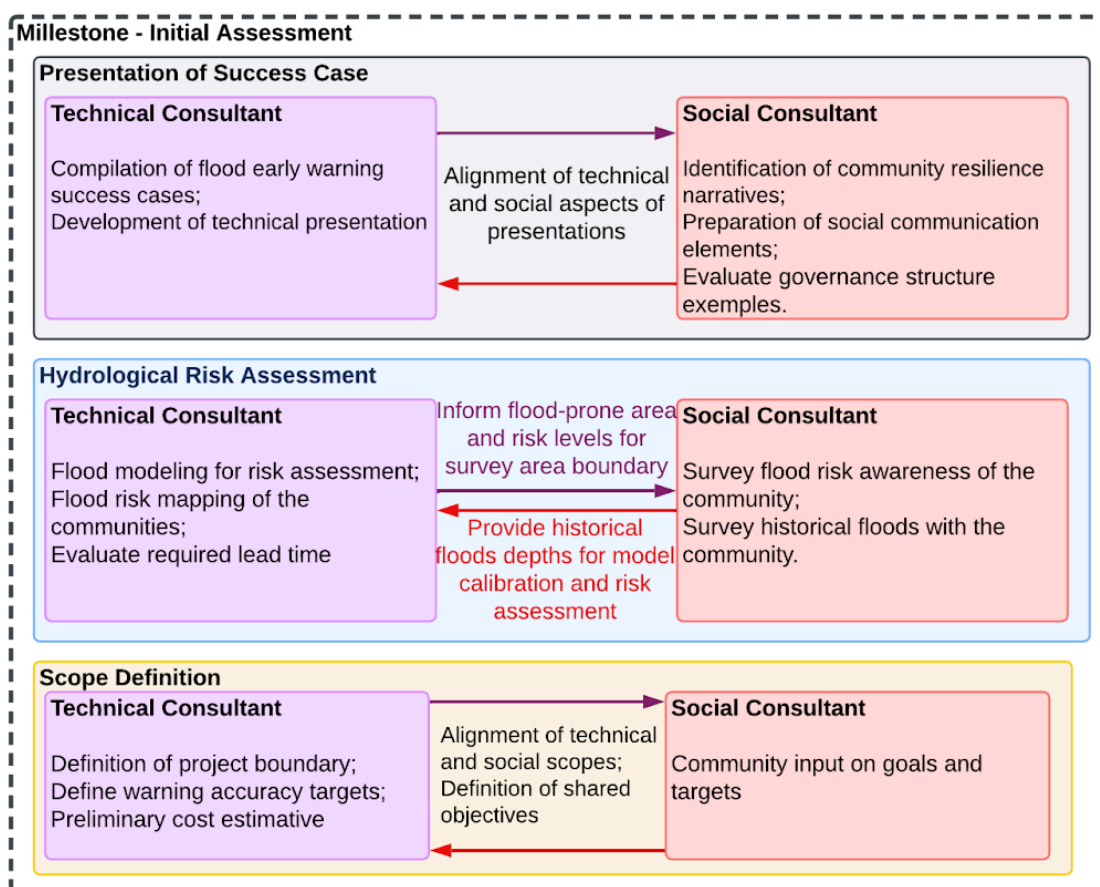 Millestone - Initial Assessment
Presentation of Success Case
Technical Consultant
Compilation of flood early warning
success cases;
Development of technical presentation
Alignment of technical
and social aspects of
presentations
Social Consultant
Identification of community resilience
narratives;
Preparation of social communication
elements;
Evaluate governance structure
exemples.
Hydrological Risk Assessment
Technical Consultant
Flood modeling for risk assessment;
Flood risk mapping of the
communities;
Evaluate required lead time
Inform flood-prone area
and risk levels for
survey area boundary
Provide historical
floods depths for model
calibration and risk
assessment
Social Consultant
Survey flood risk awareness of the
community;
Survey historical floods with the
community.
Scope Definition
Technical Consultant
Definition of project boundary;
Define warning accuracy targets;
Preliminary cost estimative
Alignment of technical
and social scopes;
Definition of shared
objectives
Social Consultant
Community input on goals and
targets